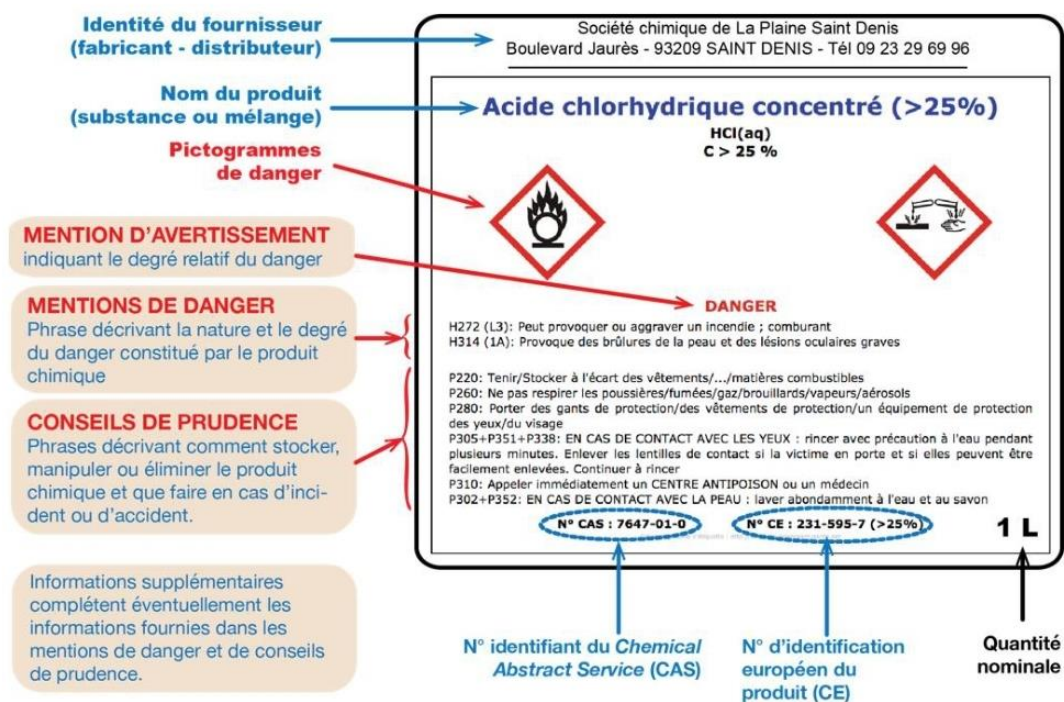 Identité du fournisseur
(fabricant - distributeur)
Nom du produit
(substance ou mélange)
Pictogrammes
de danger
MENTION D'AVERTISSEMENT
indiquant le degré relatif du danger
MENTIONS DE DANGER
Phrase décrivant la nature et le degré
du danger constitué par le produit
chimique
CONSEILS DE PRUDENCE
Phrases décrivant comment stocker,
manipuler ou éliminer le produit
chimique et que faire en cas d'inci-
dent ou d'accident.
Informations supplémentaires
complétent éventuellement les
informations fournies dans les
mentions de danger et de conseils
de prudence.
Société chimique de La Plaine Saint Denis
Boulevard Jaurès - 93209 SAINT DENIS - Tél 09 23 29 69 96
Acide chlorhydrique concentré (>25%)
HCl(aq)
C > 25 %
DANGER
H272 (L3): Peut provoquer ou aggraver un incendie ; comburant
H314 (1A): Provoque des brûlures de la peau et des lésions oculaires graves
P220: Tenir/Stocker à l'écart des vêtements/.../matières combustibles
P260: Ne pas respirer les poussières/fumées/gaz/brouillards/vapeurs/aérosols
P280: Porter des gants de protection/des vêtements de protection/un équipement de protection
des yeux/du visage
P305+P351+P338: EN CAS DE CONTACT AVEC LES YEUX : rincer avec précaution à l'eau pendant
plusieurs minutes. Enlever les lentilles de contact si la victime en porte et si elles peuvent être
facilement enlevées. Continuer à rincer
P310: Appeler immédiatement un CENTRE ANTIPOISON ou un médecin
P302+P352: EN CAS DE CONTACT AVEC LA PEAU : laver abondamment à l'eau et au savon
N° CAS : 7647-01-0
N° CE : 231-595-7 (>25%)
1 L
N° identifiant du Chemical
Abstract Service (CAS)
N° d'identification
européen du
produit (CE)
Quantité
nominale